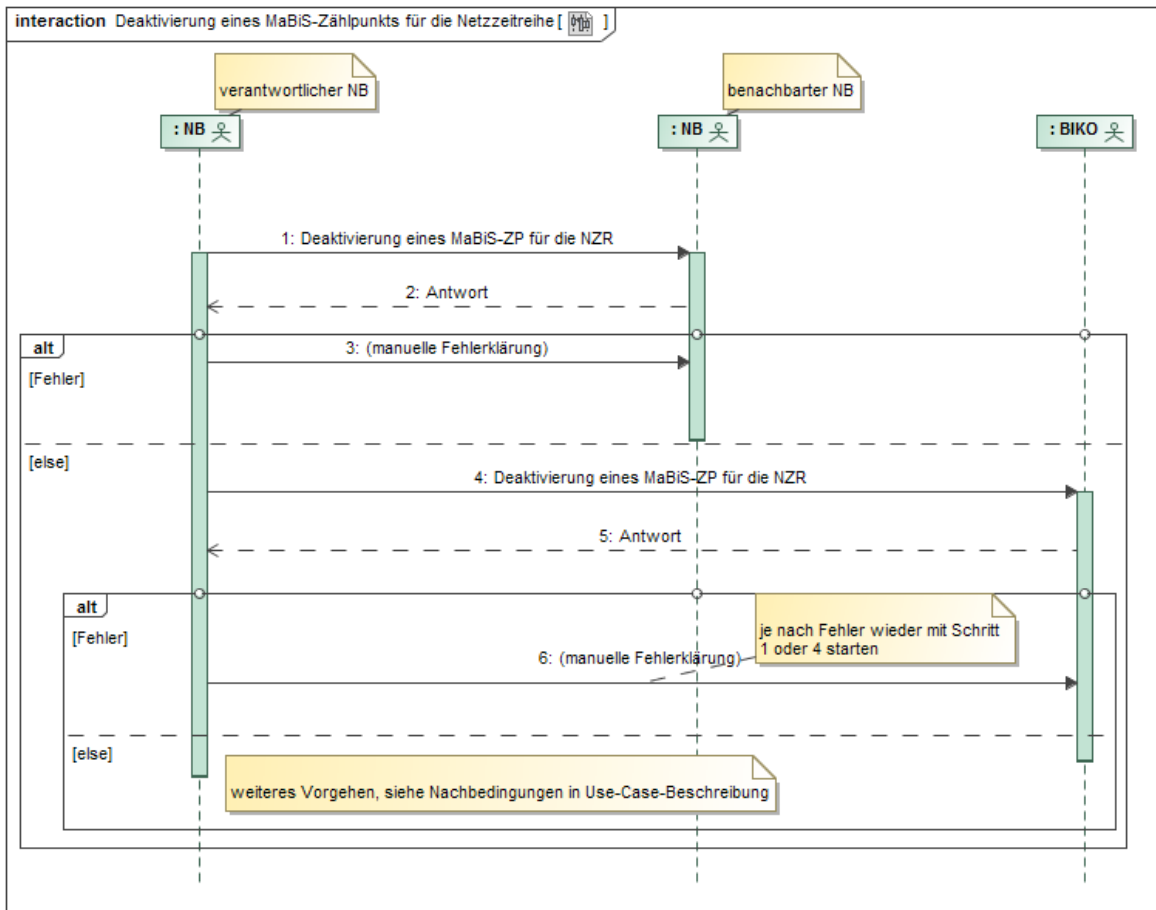 interaction Deaktivierung eines MaBiS-Zählpunkts für die Netzzeitreihe [ ]
verantwortlicher NB
benachbarter NB
: NB
: NB
: BIKO
1: Deaktivierung eines MaBiS-ZP für die NZR
2: Antwort
alt
3: (manuelle Fehlerklärung)
[Fehler]
[else]
4: Deaktivierung eines MaBiS-ZP für die NZR
5: Antwort
alt
[Fehler]
je nach Fehler wieder mit Schritt
1 oder 4 starten
6: (manuelle Fehlerklärung)
[else]
weiteres Vorgehen, siehe Nachbedingungen in Use-Case-Beschreibung